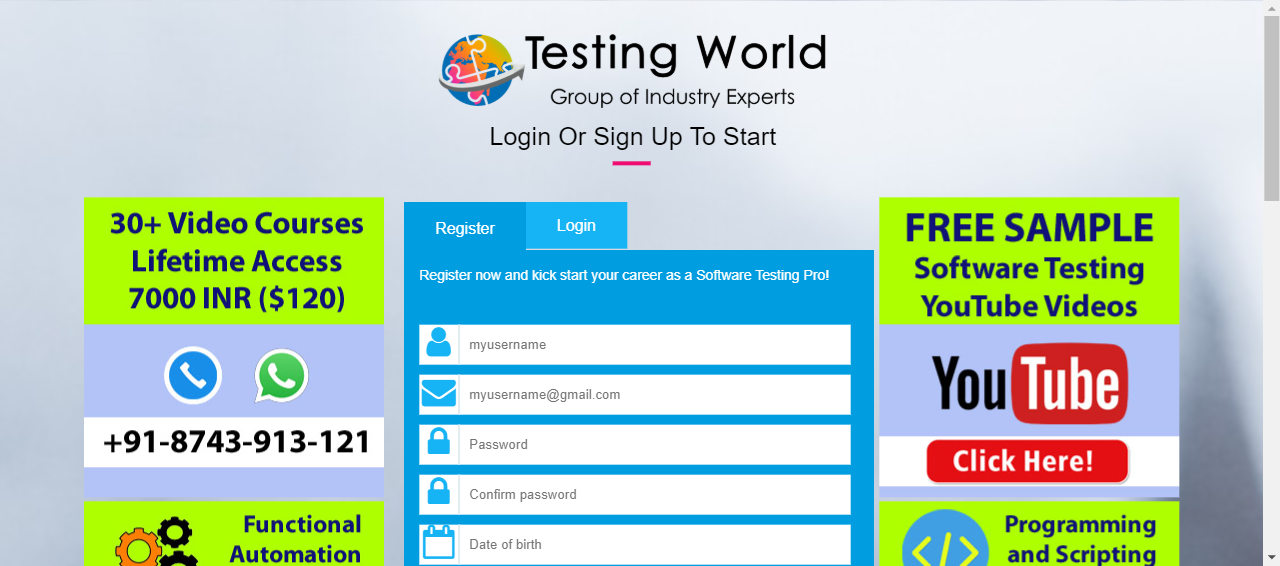 Testing World
Group of Industry Experts
Login Or Sign Up To Start
30+ Video Courses
Lifetime Access
7000 INR ($120)
+91-8743-913-121
Functional
Automation
Register
Login
Register now and kick start your career as a Software Testing Pro!
myusername
myusername@gmail.com
Password
Confirm password
Date of birth
FREE SAMPLE
Software Testing
YouTube Videos
YouTube
Click Here!
Programming
and Scripting